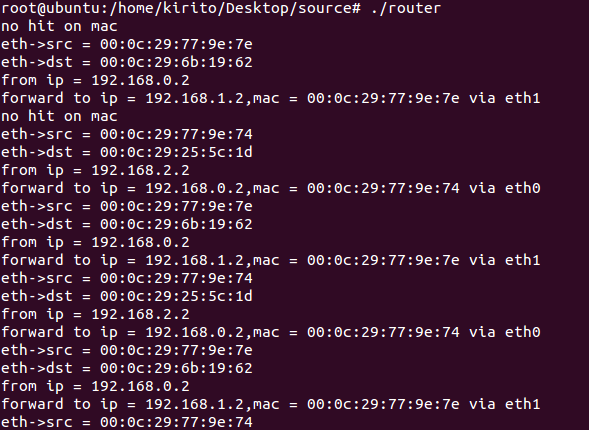 root@ubuntu:/home/kirito/Desktop/source# ./router
no hit on mac
eth->src = 00:0c:29:77:9e:7e
eth->dst = 00:0c:29:6b:19:62
from ip = 192.168.0.2
forward to ip = 192.168.1.2,mac = 00:0c:29:77:9e:7e via eth1
no hit on mac
eth->src = 00:0c:29:77:9e:74
eth->dst = 00:0c:29:25:5c:1d
from ip = 192.168.2.2
forward to ip = 192.168.0.2,mac = 00:0c:29:77:9e:74 via eth0
eth->src = 00:0c:29:77:9e:7e
eth->dst = 00:0c:29:6b:19:62
from ip = 192.168.0.2
forward to ip = 192.168.1.2,mac = 00:0c:29:77:9e:7e via eth1
eth->src = 00:0c:29:77:9e:74
eth->dst = 00:0c:29:25:5c:1d
from ip = 192.168.2.2
forward to ip = 192.168.0.2,mac = 00:0c:29:77:9e:74 via eth0
eth->src = 00:0c:29:77:9e:7e
eth->dst = 00:0c:29:6b:19:62
from ip = 192.168.0.2
forward to ip = 192.168.1.2,mac = 00:0c:29:77:9e:7e via eth1
eth->src = 00:0c:29:77:9e:74